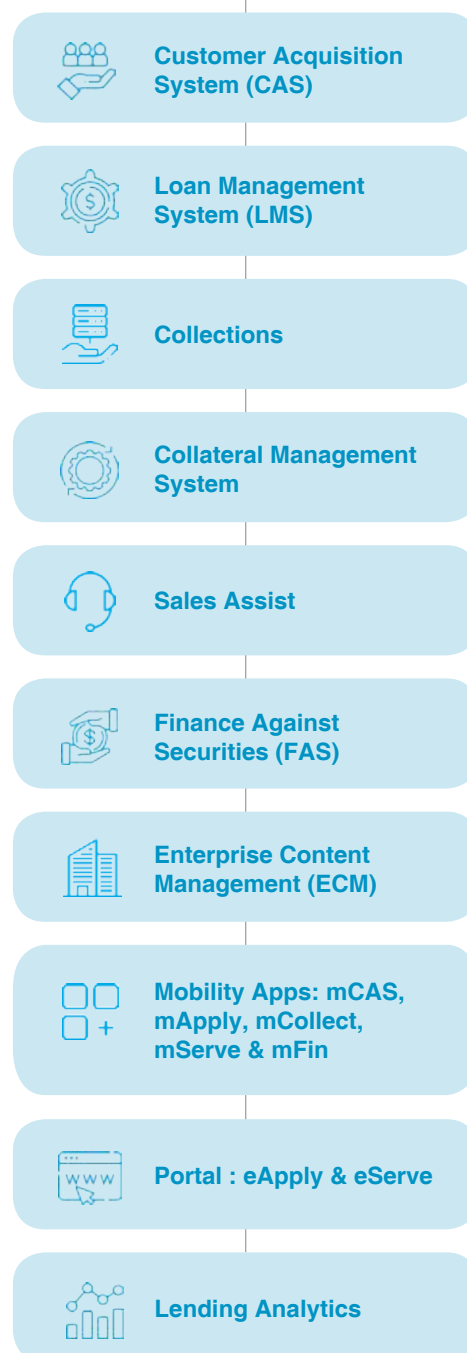 Customer Acquisition
System (CAS)
Loan Management
System (LMS)
Collections
Collateral Management
System
Sales Assist
Finance Against
Securities (FAS)
Enterprise Content
Management (ECM)
Mobility Apps: mCAS,
mApply, mCollect,
mServe & mFin
www
Portal : eApply & eServe
Lending Analytics